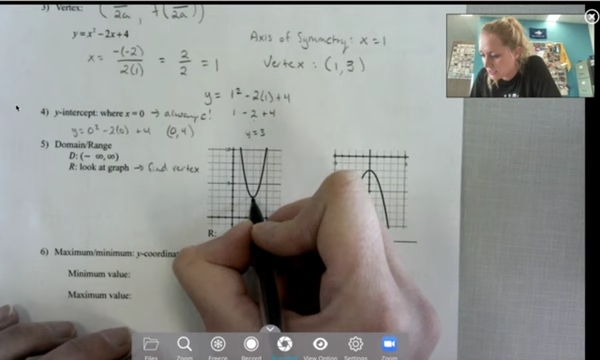 3) Vertex: ( -b/2a , f(-b/2a))
y = x² − 2x + 4
x = -(-2)/2(1) = 2/2 = 1
Axis of Symmetry: x = 1
Vertex: (1, 3)
y = 1² - 2(1) + 4
1 - 2 + 4
y = 3
4) y-intercept: where x = 0 → always c!
y = 0² - 2(0) + 4 (0, 4)
5) Domain/Range
D: (− ∞, ∞)
R: look at graph → find vertex
R:
6) Maximum/minimum:
Minimum value:
Maximum value:
Files
Zoom
Freeze
Record
View Option
Settings
Zoom